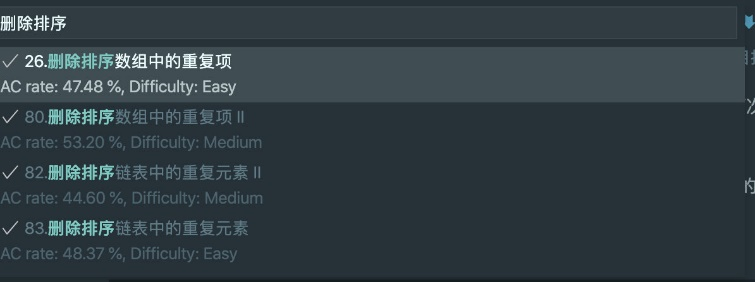 删除排序
✓ 26.删除排序数组中的重复项
AC rate: 47.48 %, Difficulty: Easy
✓ 80.删除排序数组中的重复项 II
AC rate: 53.20 %, Difficulty: Medium
✓ 82.删除排序链表中的重复元素 II
AC rate: 44.60 %, Difficulty: Medium
✓ 83.删除排序链表中的重复元素
AC rate: 48.37 %, Difficulty: Easy